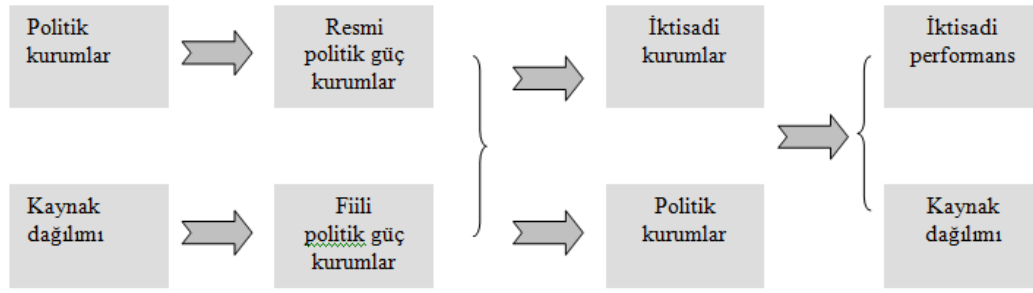 Politik
kurumlar
Resmi
politik güç
kurumlar
İktisadi
kurumlar
İktisadi
performans
Kaynak
dağılımı
Fiili
politik güç
kurumlar
Politik
kurumlar
Kaynak
dağılımı